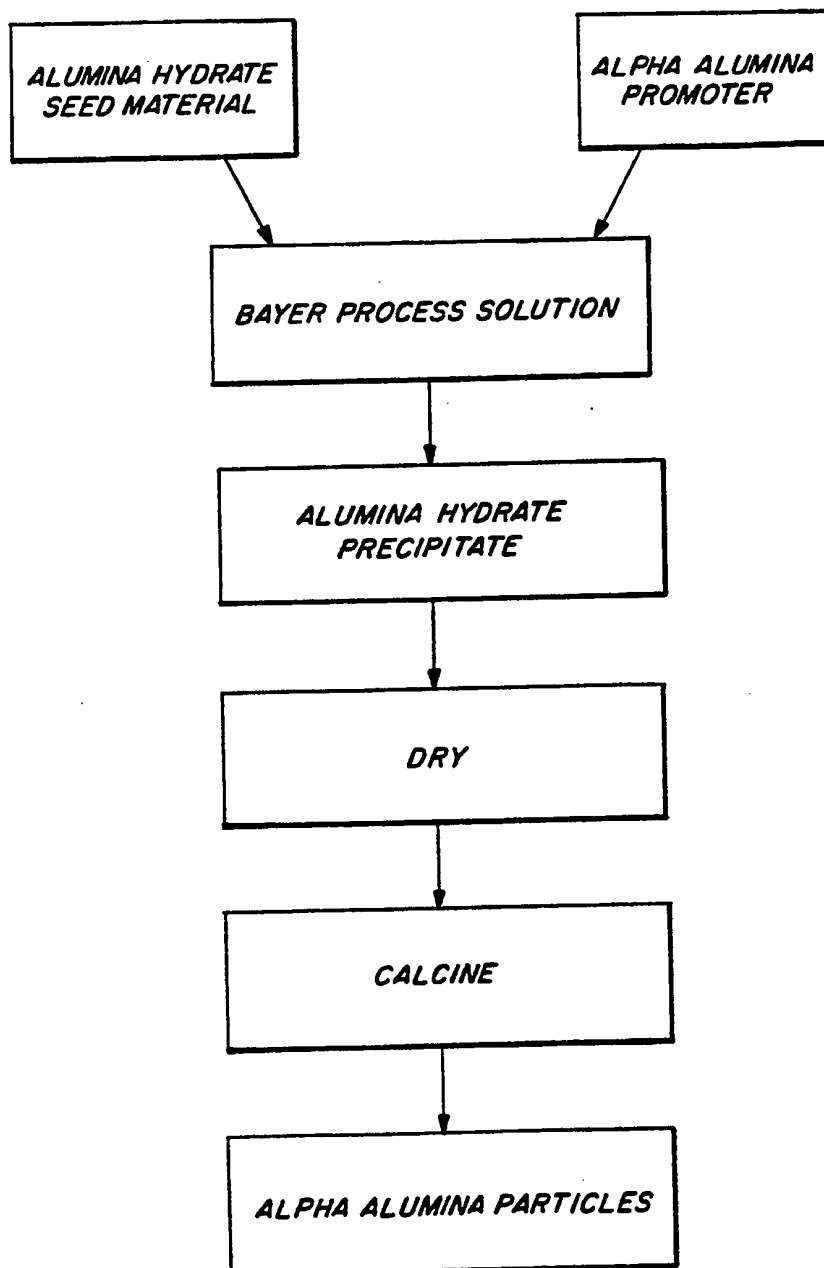 ALUMINA HYDRATE
SEED MATERIAL
ALPHA ALUMINA
PROMOTER
BAYER PROCESS SOLUTION
ALUMINA HYDRATE
PRECIPITATE
DRY
CALCINE
ALPHA ALUMINA PARTICLES